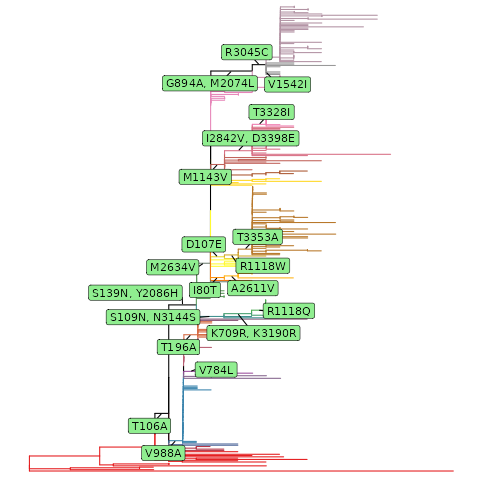 R3045C
G894A, M2074L
V1542I
T3328I
I2842V, D3398E
M1143V
T3353A
D107E
R1118W
M2634V
I80T
A2611V
S139N, Y2086H
R1118Q
S109N, N3144S
K709R, K3190R
T196A
V784L
T106A
V988A